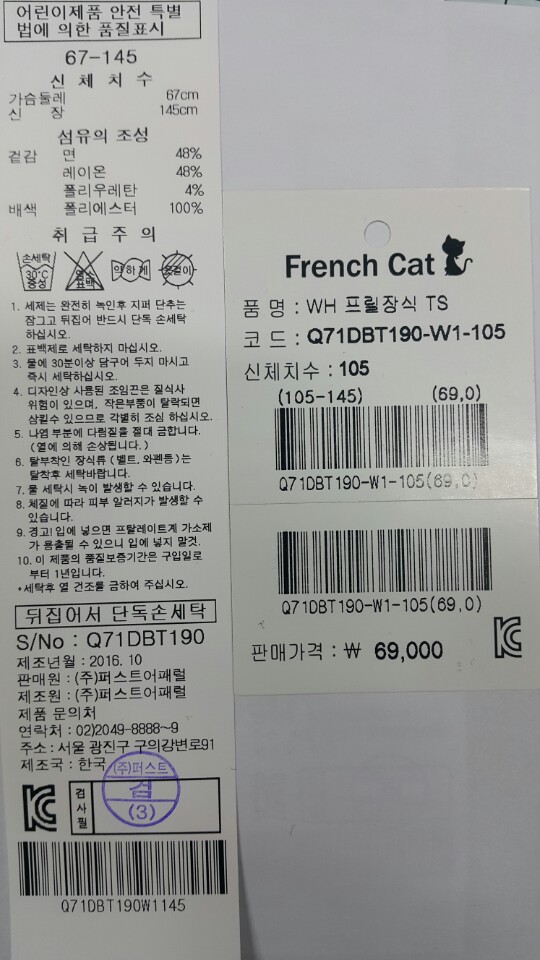 어린이제품 안전 특별
법에 의한 품질표시
67-145
신 체 치 수
가슴둘레 67cm
신 장 145cm
섬유의 조성
겉감 면 48%
레이온 48%
폴리우레탄 4%
배색 폴리에스터 100%
취 급 주 의
손세탁 30°C 중성
염소 표백
약하게
옷걸이
1. 세제는 완전히 녹인후 지퍼 단추는
잠그고 뒤집어 반드시 단독 손세탁
하십시오.
2. 표백제로 세탁하지 마십시오.
3. 물에 30분이상 담구어 두지 마시고
즉시 세탁하십시오.
4. 디자인상 사용된 조임끈은 질식사
위험이 있으며, 작은부품이 탈락되면
삼킬수 있으므로 각별히 조심 하십시오.
5. 나염 부분에 다림질을 절대 금합니다.
(열에 의해 손상됩니다.)
6. 탈부착인 장식류(벨트, 와펜등)는
탈착후 세탁바랍니다.
7. 물 세탁시 녹이 발생할 수 있습니다.
8. 체질에 따라 피부 알러지가 발생할 수
있습니다.
9. 경고!입에 넣으면 프탈레이트계 가소제
가 용출될 수 있으니 입에 넣지 말것.
10. 이 제품의 품질보증기간은 구입일로
부터 1년입니다.
*세탁후 열 건조를 금하여 주십시오.
뒤집어서 단독손세탁
S/No : Q71DBT190
제조년월 : 2016. 10
판매원 : (주)퍼스트어패럴
제조원 : (주)퍼스트어패럴
제품 문의처
연락처 : 02)2049-8888~9
주소 : 서울 광진구 구의강변로91
제조국 : 한국
(주)퍼스트
검
(3)
KC
검사필
Q71DBT190W1145
French Cat
품 명 : WH 프릴장식 TS
코 드 : Q71DBT190-W1-105
신체치수 : 105
(105-145) (69,0)
Q71DBT190-W1-105(69,0)
Q71DBT190-W1-105(69,0)
판매가격 : ₩ 69,000
KC